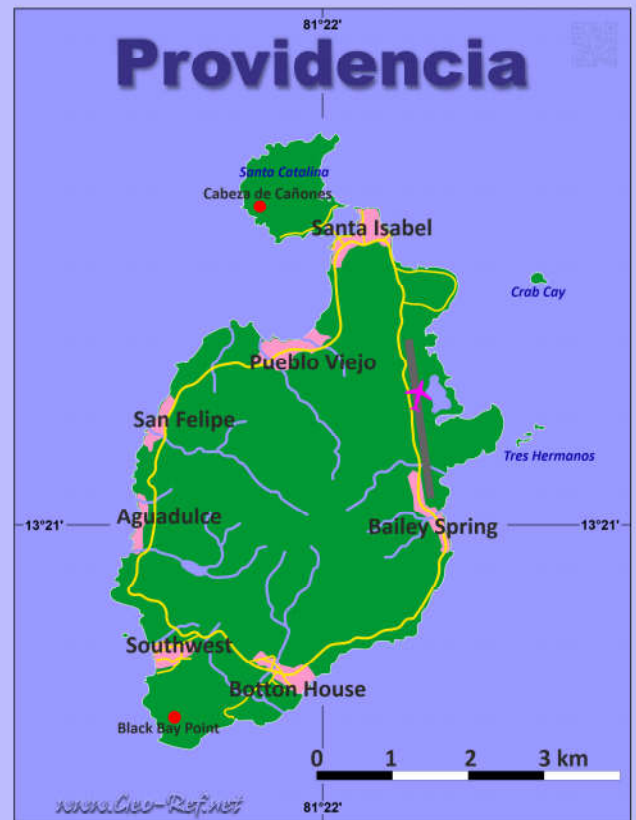 81°22'
Providencia
Santa Catalina
Cabeza de Cañones
Santa Isabel
Crab Cay
Pueblo Viejo
San Felipe
Tres Hermanos
Aguadulce
13°21'
Bailey Spring
13°21'
Southwest
Botton House
Black Bay Point
0 1 2 3 km
www.Geo-Ref.net
81°22'